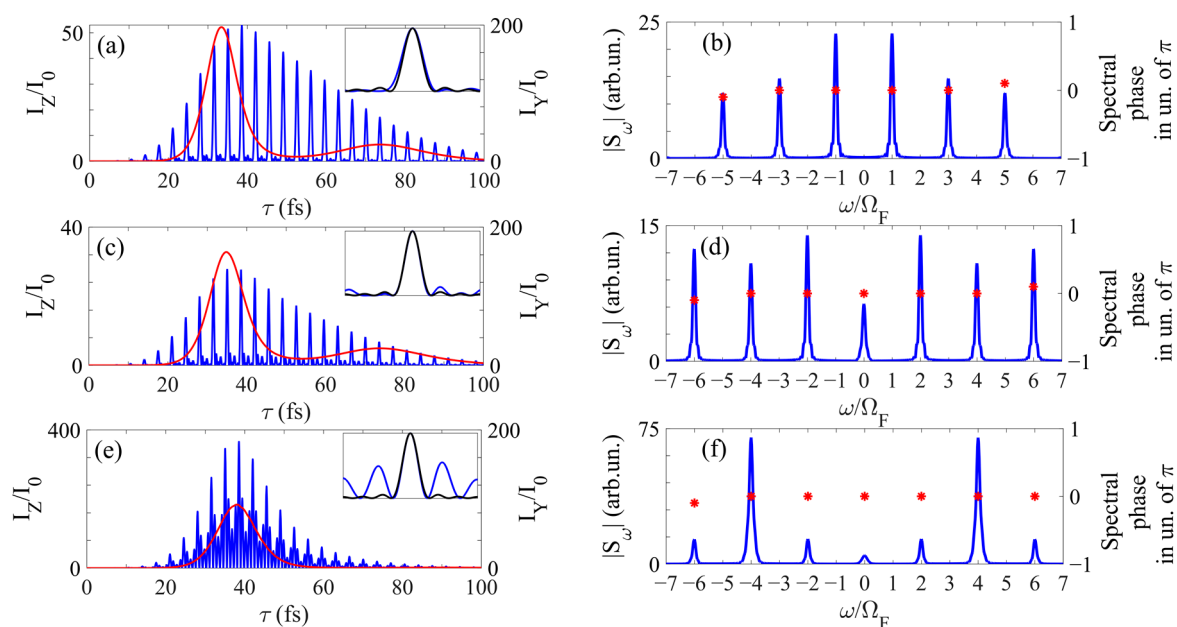 (a)
50
0
I_Z/I_0
200
0
I_Y/I_0
0 20 40 60 80 100
τ (fs)
(b)
25
0
|S_ω| (arb.un.)
1
0
−1
Spectral
phase
in un. of π
−7 −6 −5 −4 −3 −2 −1 0 1 2 3 4 5 6 7
ω/Ω_F
(c)
40
0
I_Z/I_0
200
0
I_Y/I_0
0 20 40 60 80 100
τ (fs)
(d)
15
0
|S_ω| (arb.un.)
1
0
−1
Spectral
phase
in un. of π
−7 −6 −5 −4 −3 −2 −1 0 1 2 3 4 5 6 7
ω/Ω_F
(e)
400
0
I_Z/I_0
200
0
I_Y/I_0
0 20 40 60 80 100
τ (fs)
(f)
75
0
|S_ω| (arb.un.)
1
0
−1
Spectral
phase
in un. of π
−7 −6 −5 −4 −3 −2 −1 0 1 2 3 4 5 6 7
ω/Ω_F